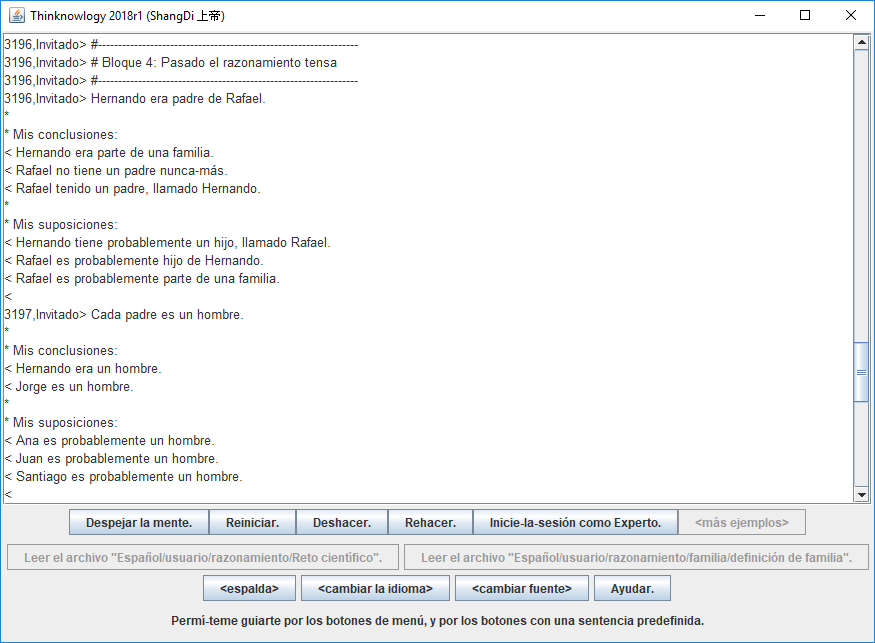 Thinknowlogy 2018r1 (ShangDi 上帝)
3196,Invitado> #-----------------------------------------------------------------
3196,Invitado> # Bloque 4: Pasado el razonamiento tensa
3196,Invitado> #-----------------------------------------------------------------
3196,Invitado> Hernando era padre de Rafael.
*
* Mis conclusiones:
< Hernando era parte de una familia.
< Rafael no tiene un padre nunca-más.
< Rafael tenido un padre, llamado Hernando.
*
* Mis suposiciones:
< Hernando tiene probablemente un hijo, llamado Rafael.
< Rafael es probablemente hijo de Hernando.
< Rafael es probablemente parte de una familia.
<
3197,Invitado> Cada padre es un hombre.
*
* Mis conclusiones:
< Hernando era un hombre.
< Jorge es un hombre.
*
* Mis suposiciones:
< Ana es probablemente un hombre.
< Juan es probablemente un hombre.
< Santiago es probablemente un hombre.
<
Despejar la mente. Reiniciar. Deshacer. Rehacer. Inicie-la-sesión como Experto. <más ejemplos>
Leer el archivo "Español/usuario/razonamiento/Reto científico". Leer el archivo "Español/usuario/razonamiento/familia/definición de familia".
<espalda> <cambiar la idioma> <cambiar fuente> Ayudar.
Permí-teme guiarte por los botones de menú, y por los botones con una sentencia predefinida.